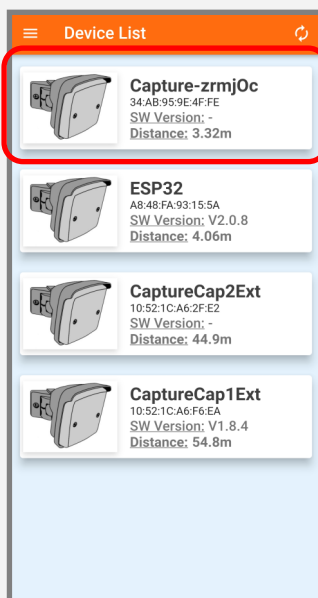 Device List
Capture-zrmjOc
34:AB:95:9E:4F:FE
SW Version: -
Distance: 3.32m
ESP32
A8:48:FA:93:15:5A
SW Version: V2.0.8
Distance: 4.06m
CaptureCap2Ext
10:52:1C:A6:2F:E2
SW Version: -
Distance: 44.9m
CaptureCap1Ext
10:52:1C:A6:F6:EA
SW Version: V1.8.4
Distance: 54.8m